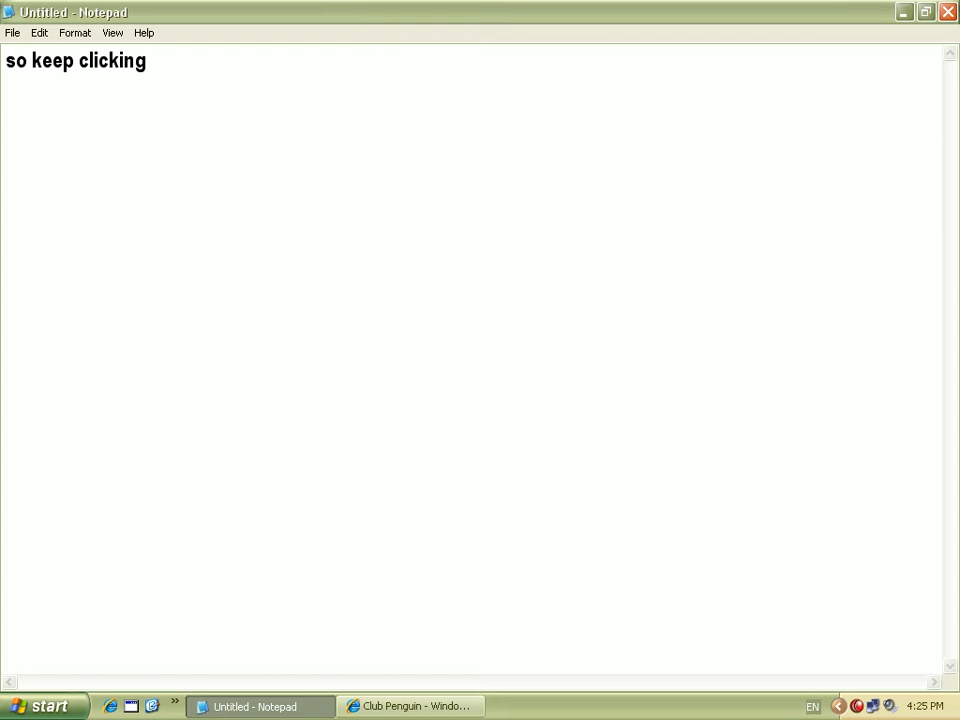 Untitled - Notepad
File Edit Format View Help
so keep clicking
start » Untitled - Notepad Club Penguin - Windo... EN 4:25 PM